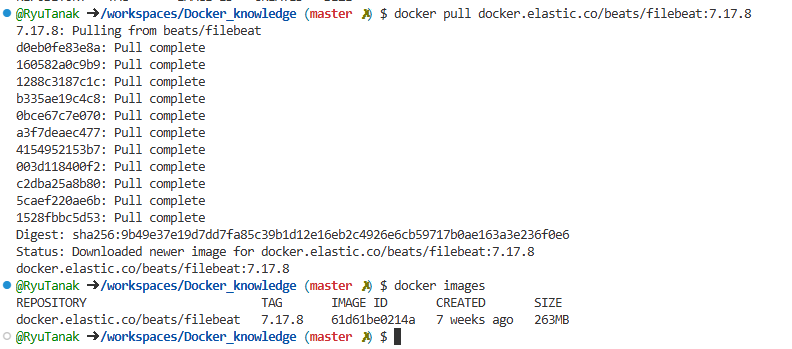 @RyuTanak ➜/workspaces/Docker_knowledge (master ✗) $ docker pull docker.elastic.co/beats/filebeat:7.17.8
7.17.8: Pulling from beats/filebeat
d0eb0fe83e8a: Pull complete
160582a0c9b9: Pull complete
1288c3187c1c: Pull complete
b335ae19c4c8: Pull complete
0bce67c7e070: Pull complete
a3f7deaec477: Pull complete
4154952153b7: Pull complete
003d118400f2: Pull complete
c2dba25a8b80: Pull complete
5caef220ae6b: Pull complete
1528fbbc5d53: Pull complete
Digest: sha256:9b49e37e19d7dd7fa85c39b1d12e16eb2c4926e6cb59717b0ae163a3e236f0e6
Status: Downloaded newer image for docker.elastic.co/beats/filebeat:7.17.8
docker.elastic.co/beats/filebeat:7.17.8
@RyuTanak ➜/workspaces/Docker_knowledge (master ✗) $ docker images
REPOSITORY TAG IMAGE ID CREATED SIZE
docker.elastic.co/beats/filebeat 7.17.8 61d61be0214a 7 weeks ago 263MB
@RyuTanak ➜/workspaces/Docker_knowledge (master ✗) $